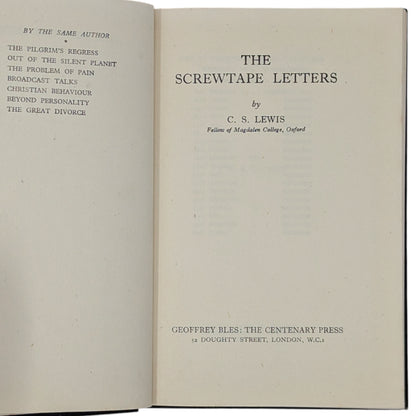 BY THE SAME AUTHOR
*
THE PILGRIM'S REGRESS
OUT OF THE SILENT PLANET
THE PROBLEM OF PAIN
BROADCAST TALKS
CHRISTIAN BEHAVIOUR
BEYOND PERSONALITY
THE GREAT DIVORCE
THE
SCREWTAPE LETTERS
by
C. S. LEWIS
Fellow of Magdalen College, Oxford
GEOFFREY BLES: THE CENTENARY PRESS
52 DOUGHTY STREET, LONDON, W.C.1